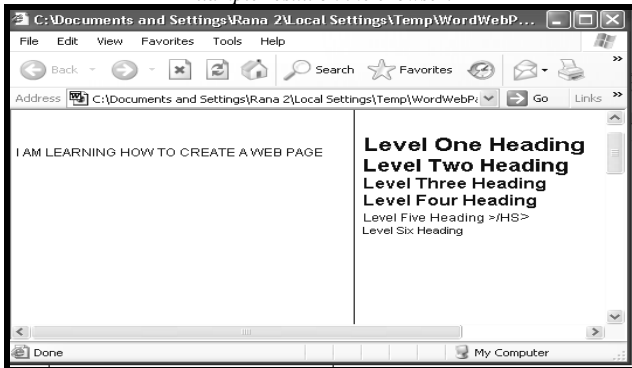 C:\Documents and Settings\Rana 2\Local Settings\Temp\WordWebP...
File Edit View Favorites Tools Help
Back Search Favorites
Address C:\Documents and Settings\Rana 2\Local Settings\Temp\WordWebPa Go Links
I AM LEARNING HOW TO CREATE A WEB PAGE
Level One Heading
Level Two Heading
Level Three Heading
Level Four Heading
Level Five Heading >/HS>
Level Six Heading
Done My Computer